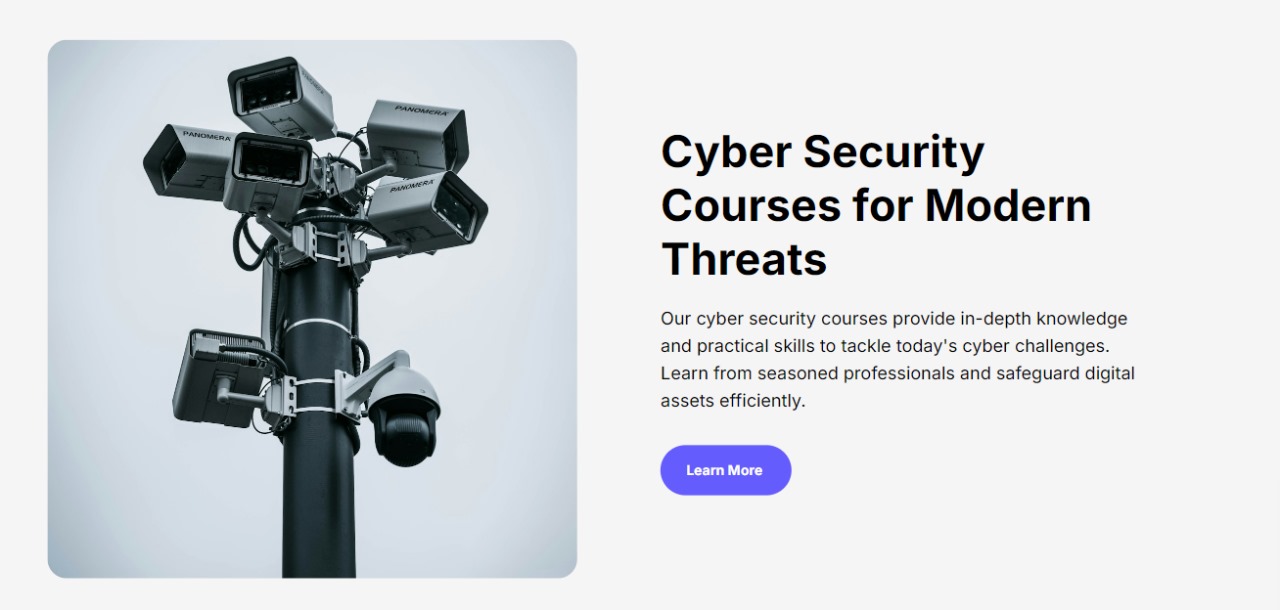 PANOMERA
PANOMERA
PANOMERA
Cyber Security
Courses for Modern
Threats
Our cyber security courses provide in-depth knowledge
and practical skills to tackle today's cyber challenges.
Learn from seasoned professionals and safeguard digital
assets efficiently.
Learn More